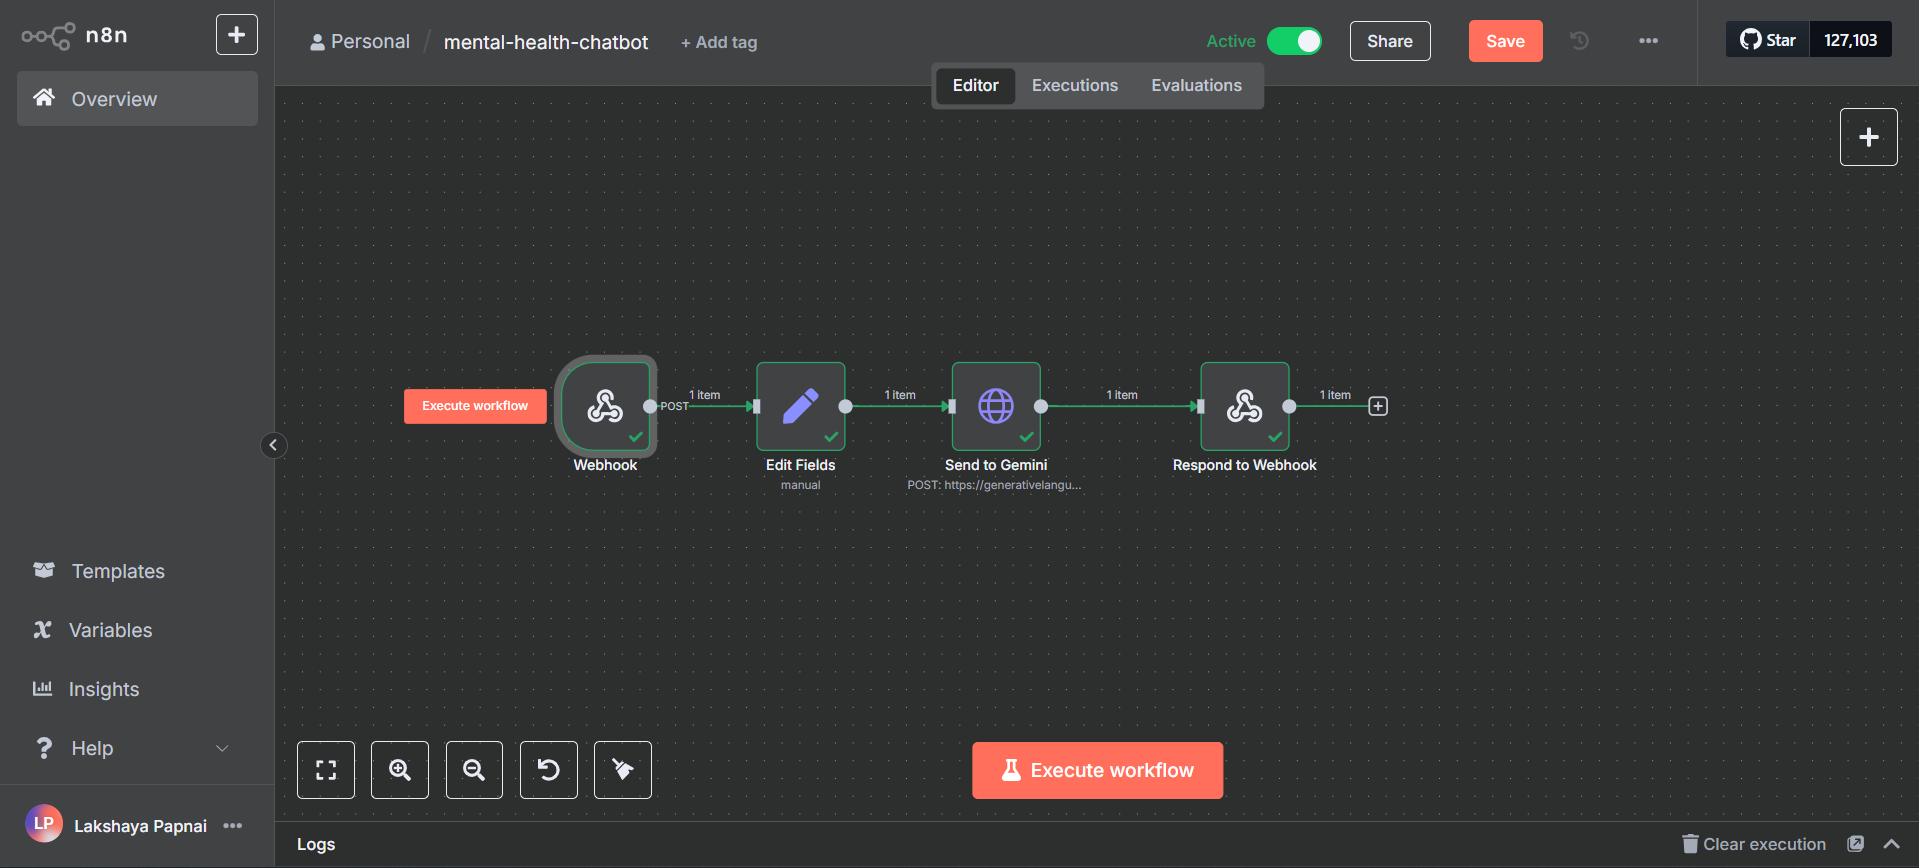 n8n
Overview
Templates
Variables
Insights
Help
LP
Lakshaya Papnai
Personal / mental-health-chatbot + Add tag
Active
Share
Save
Star 127,103
Editor
Executions
Evaluations
Execute workflow
POST
1 item
1 item
1 item
1 item
Webhook
Edit Fields
manual
Send to Gemini
POST: https://generativelangu...
Respond to Webhook
Execute workflow
Logs
Clear execution